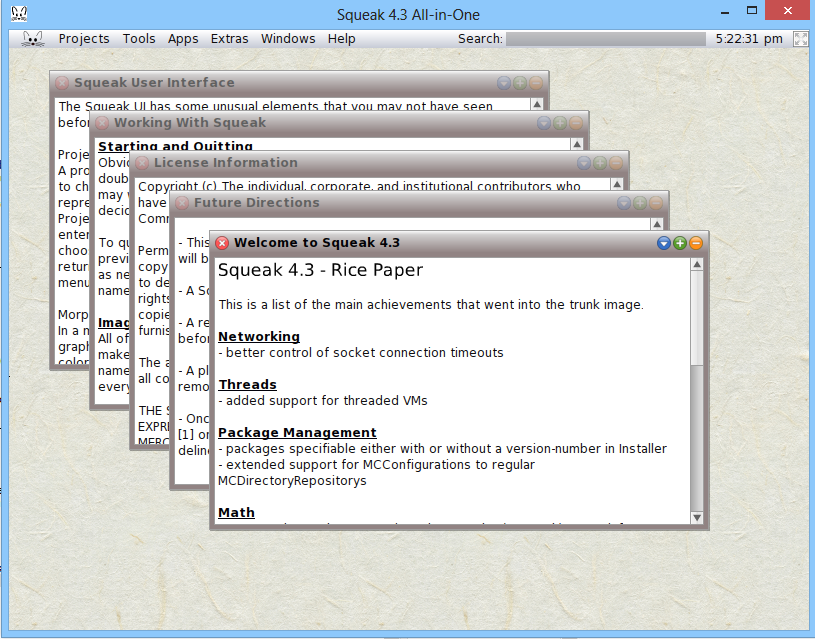 Squeak 4.3 All-in-One
Projects Tools Apps Extras Windows Help Search: 5:22:31 pm
Squeak User Interface
The Squeak UI has some unusual elements that you may not have seen
Proje
A pro
to ch
repre
Proje
enter
choo
retur
menu
Morp
In a m
graph
color
Working With Squeak
Starting and Quitting
Obvi
doub
may
decid
To qu
previ
as ne
name
Imag
All of
make
name
every
License Information
Copyright (c) The individual, corporate, and institutional contributors who
have
Comm
Perm
copy
to de
rights
copie
furnis
The a
all co
THE S
EXPR
MERC
Future Directions
- This
will b
- A Sc
- A re
befor
- A pl
remo
- Onc
[1] or
deline
Welcome to Squeak 4.3
Squeak 4.3 - Rice Paper
This is a list of the main achievements that went into the trunk image.
Networking
- better control of socket connection timeouts
Threads
- added support for threaded VMs
Package Management
- packages specifiable either with or without a version-number in Installer
- extended support for MCConfigurations to regular
MCDirectoryRepositorys
Math